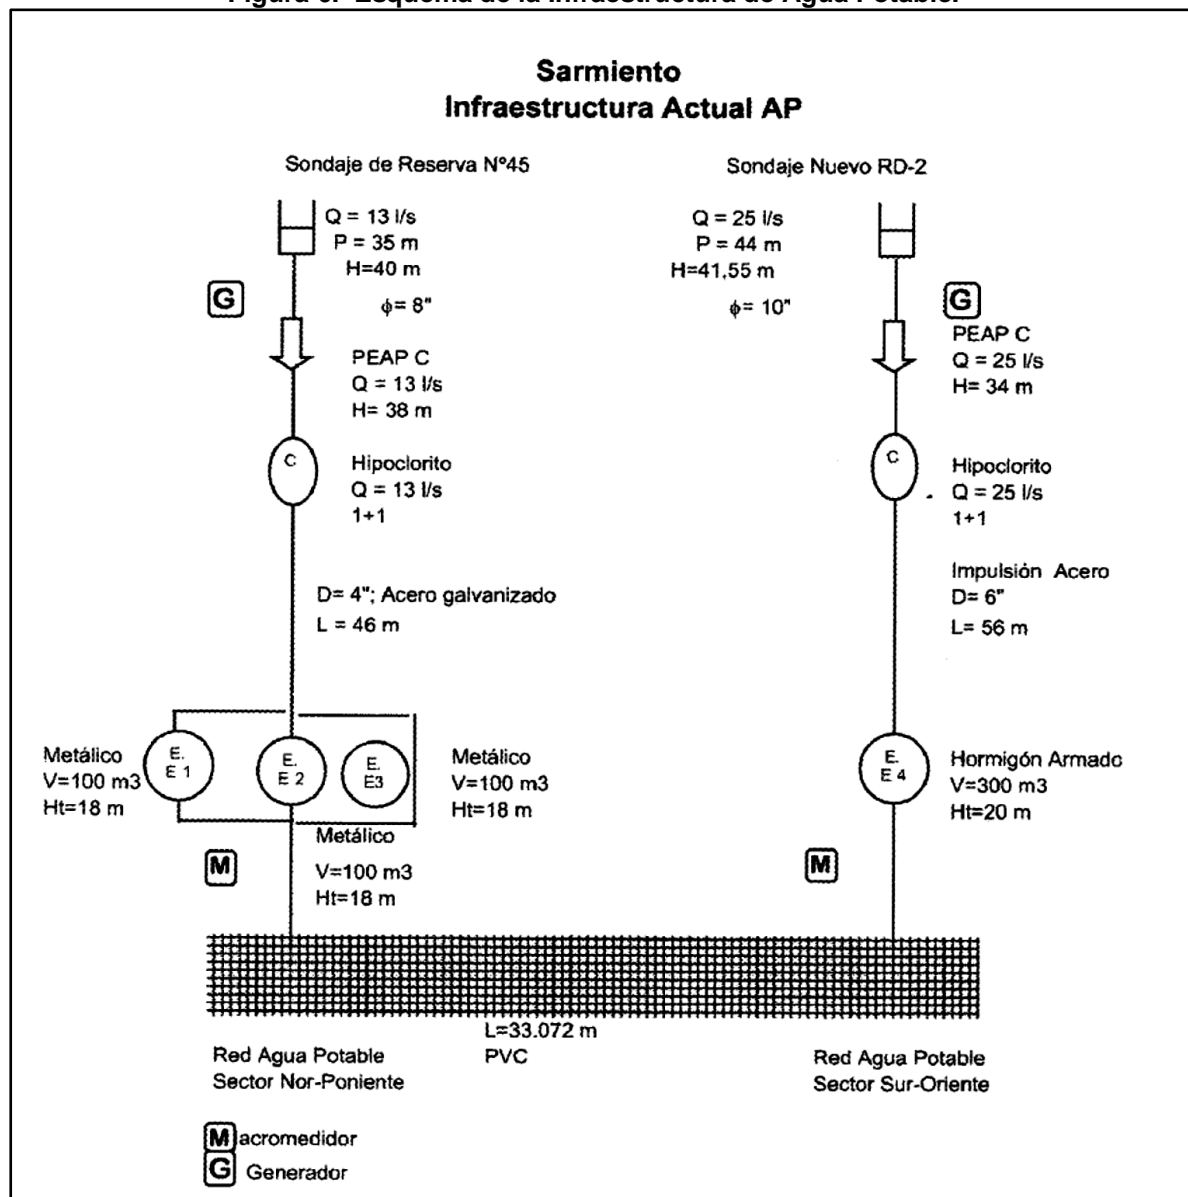 Figura 6. Esquema de la Infraestructura de Agua Potable.
Sarmiento
Infraestructura Actual AP
Sondaje de Reserva Nº45
Q = 13 l/s
P = 35 m
H=40 m
ϕ= 8"
G
PEAP C
Q = 13 l/s
H= 38 m
C
Hipoclorito
Q = 13 l/s
1+1
D= 4"; Acero galvanizado
L = 46 m
Metálico
V=100 m3
Ht=18 m
E.
E 1
E.
E 2
E.
E3
Metálico
V=100 m3
Ht=18 m
Metálico
V=100 m3
Ht=18 m
M
Sondaje Nuevo RD-2
Q = 25 l/s
P = 44 m
H=41,55 m
ϕ= 10"
G
PEAP C
Q = 25 l/s
H= 34 m
C
Hipoclorito
Q = 25 l/s
1+1
Impulsión Acero
D= 6"
L= 56 m
E.
E 4
Hormigón Armado
V=300 m3
Ht=20 m
M
L=33.072 m
PVC
Red Agua Potable
Sector Nor-Poniente
Red Agua Potable
Sector Sur-Oriente
M acromedidor
G Generador